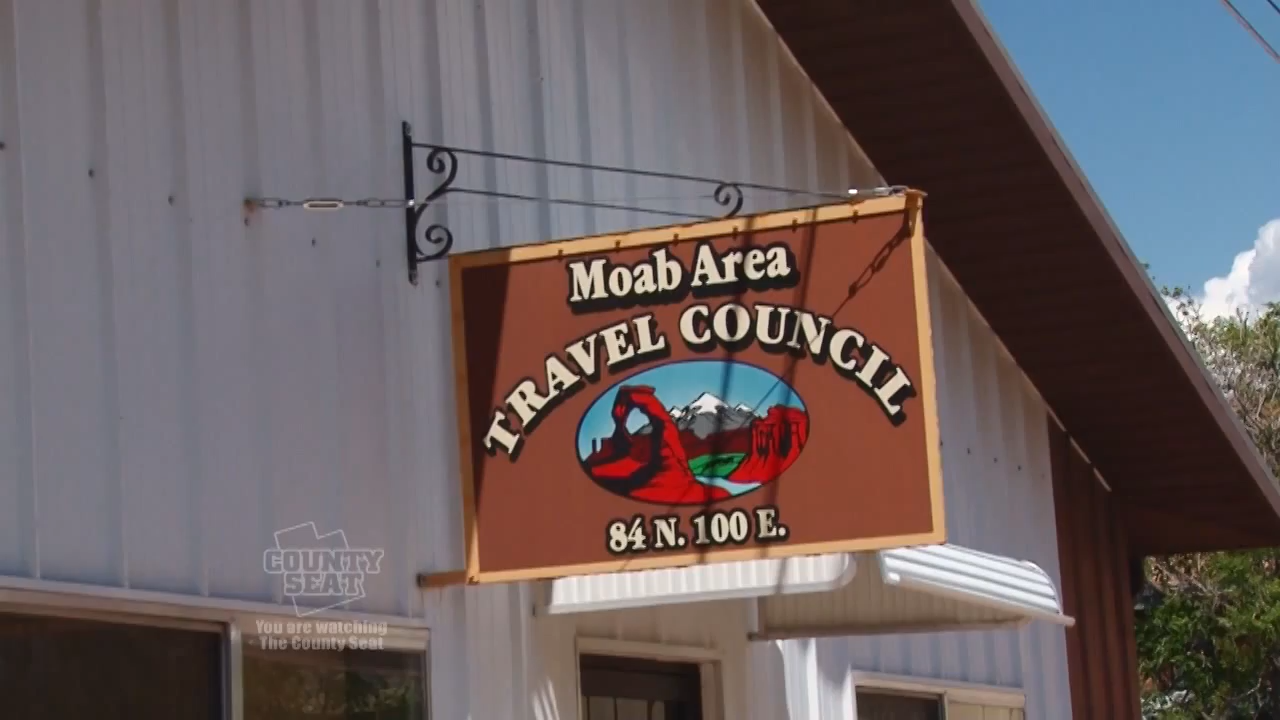 Moab Area
TRAVEL COUNCIL
84 N. 100 E.
COUNTY
SEAT
You are watching
The County Seat